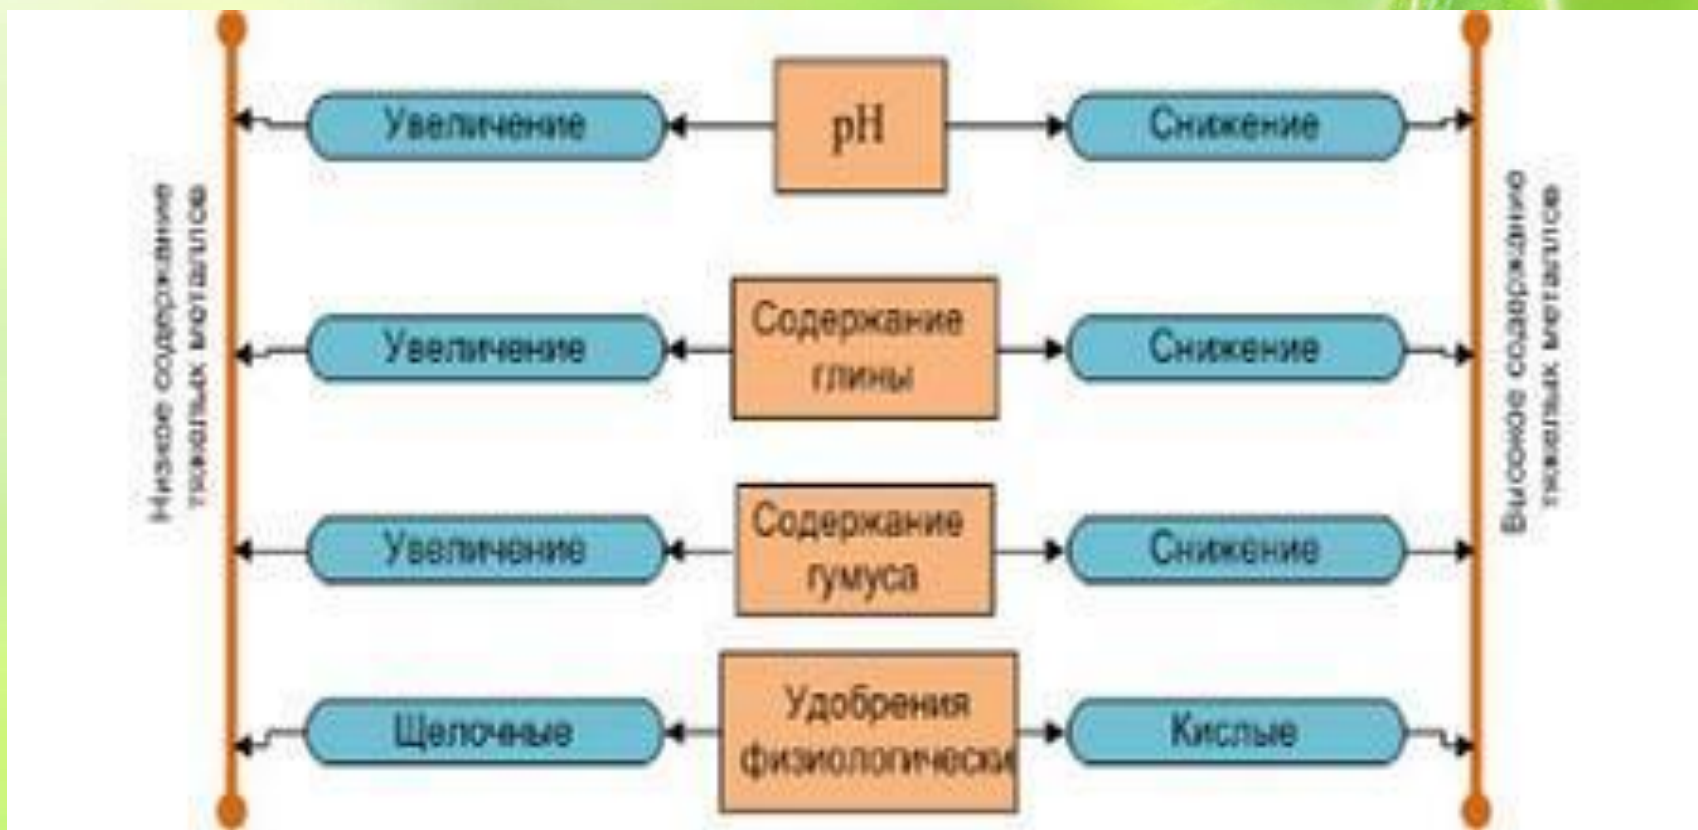 Увеличение
pH
Снижение
Низкое содержание
тяжелых металлов
Высокое содержание
тяжелых металлов
Увеличение
Содержание
глины
Снижение
Увеличение
Содержание
гумуса
Снижение
Щелочные
Удобрения
физиологически
Кислые